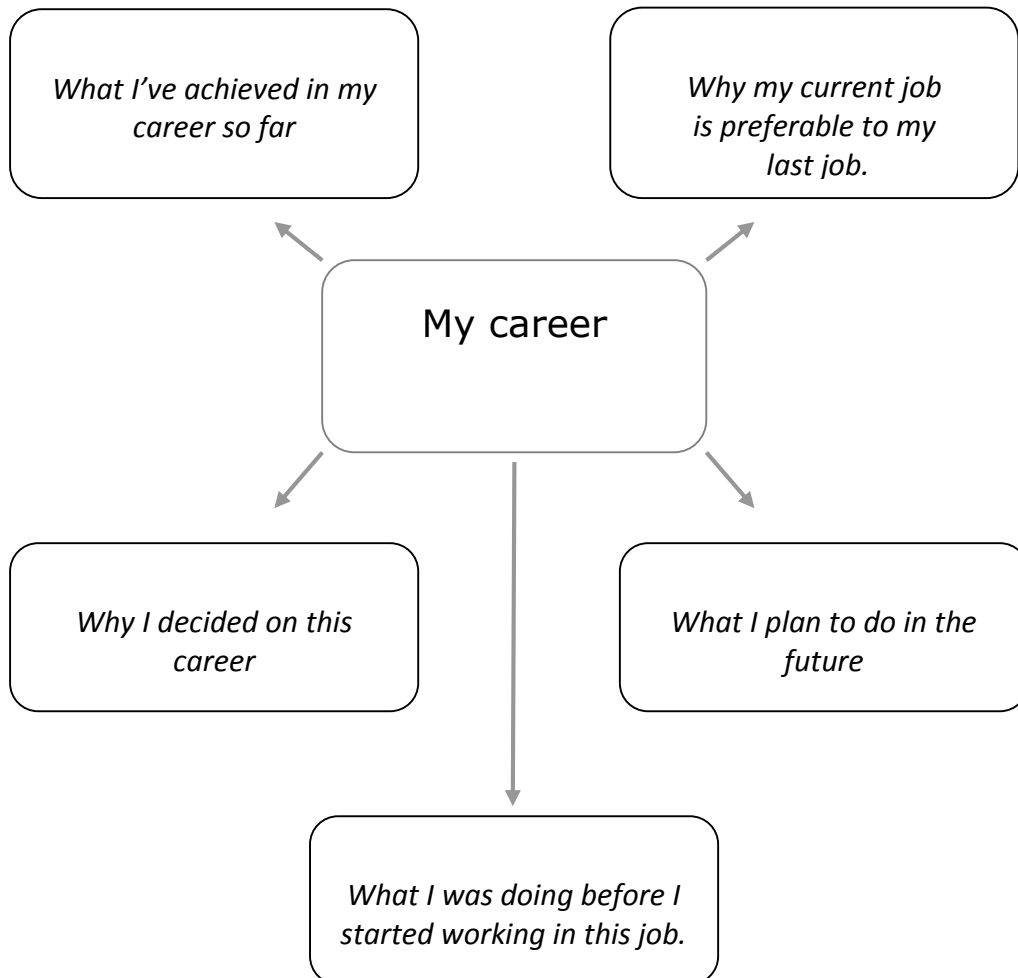 What I’ve achieved in my
career so far
Why my current job
is preferable to my
last job.
My career
Why I decided on this
career
What I plan to do in the
future
What I was doing before I
started working in this job.